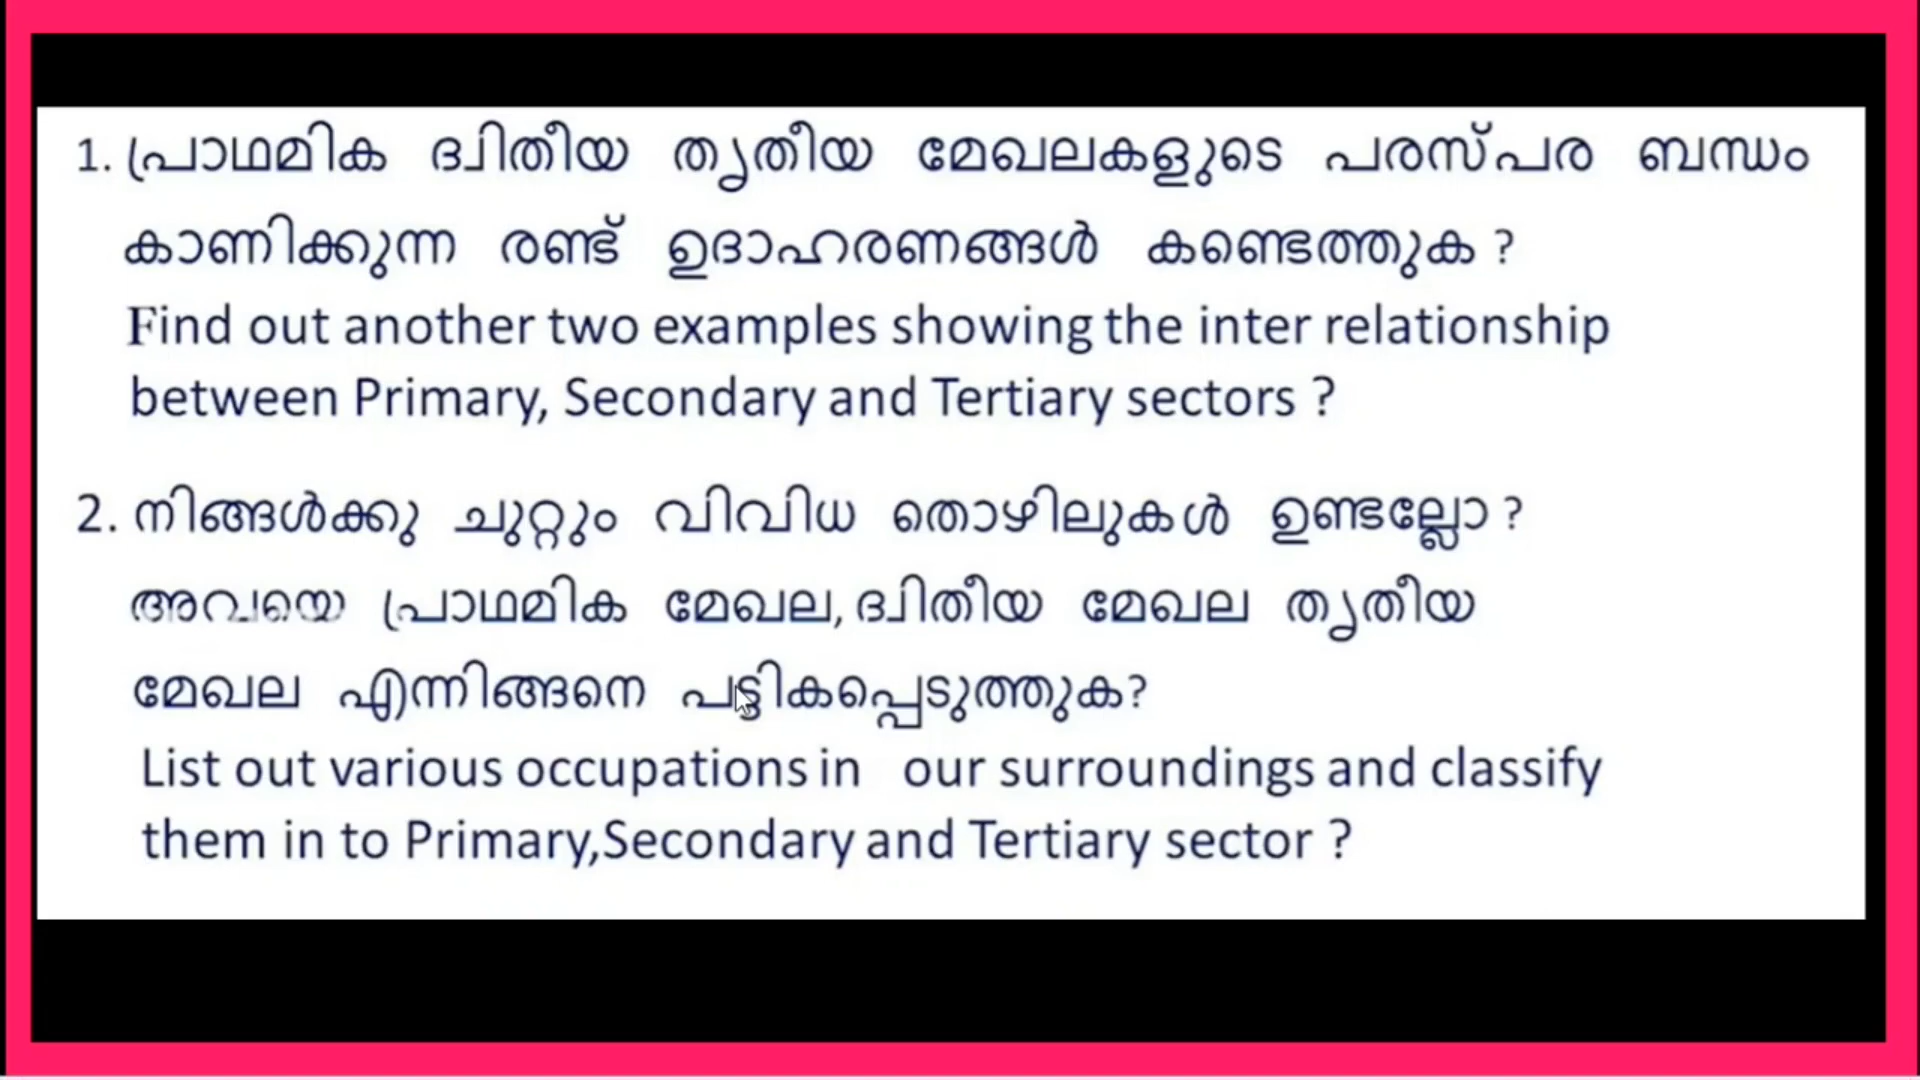 1. പ്രാഥമിക ദ്വിതീയ തൃതീയ മേഖലകളുടെ പരസ്പര ബന്ധം
കാണിക്കുന്ന രണ്ട് ഉദാഹരണങ്ങൾ കണ്ടെത്തുക ?
Find out another two examples showing the inter relationship
between Primary, Secondary and Tertiary sectors ?
2. നിങ്ങൾക്കു ചുറ്റും വിവിധ തൊഴിലുകൾ ഉണ്ടല്ലോ ?
അവയെ പ്രാഥമിക മേഖല, ദ്വിതീയ മേഖല തൃതീയ
മേഖല എന്നിങ്ങനെ പട്ടികപ്പെടുത്തുക?
List out various occupations in our surroundings and classify
them in to Primary,Secondary and Tertiary sector ?